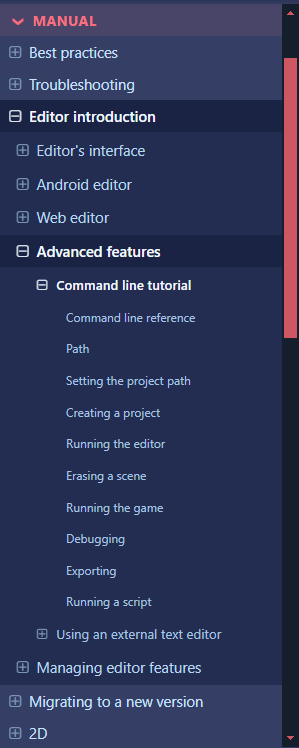 MANUAL
Best practices
Troubleshooting
Editor introduction
Editor's interface
Android editor
Web editor
Advanced features
Command line tutorial
Command line reference
Path
Setting the project path
Creating a project
Running the editor
Erasing a scene
Running the game
Debugging
Exporting
Running a script
Using an external text editor
Managing editor features
Migrating to a new version
2D